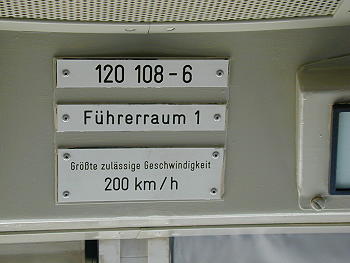 120 108-6
Führerraum 1
Größte zulässige Geschwindigkeit
200 km/h